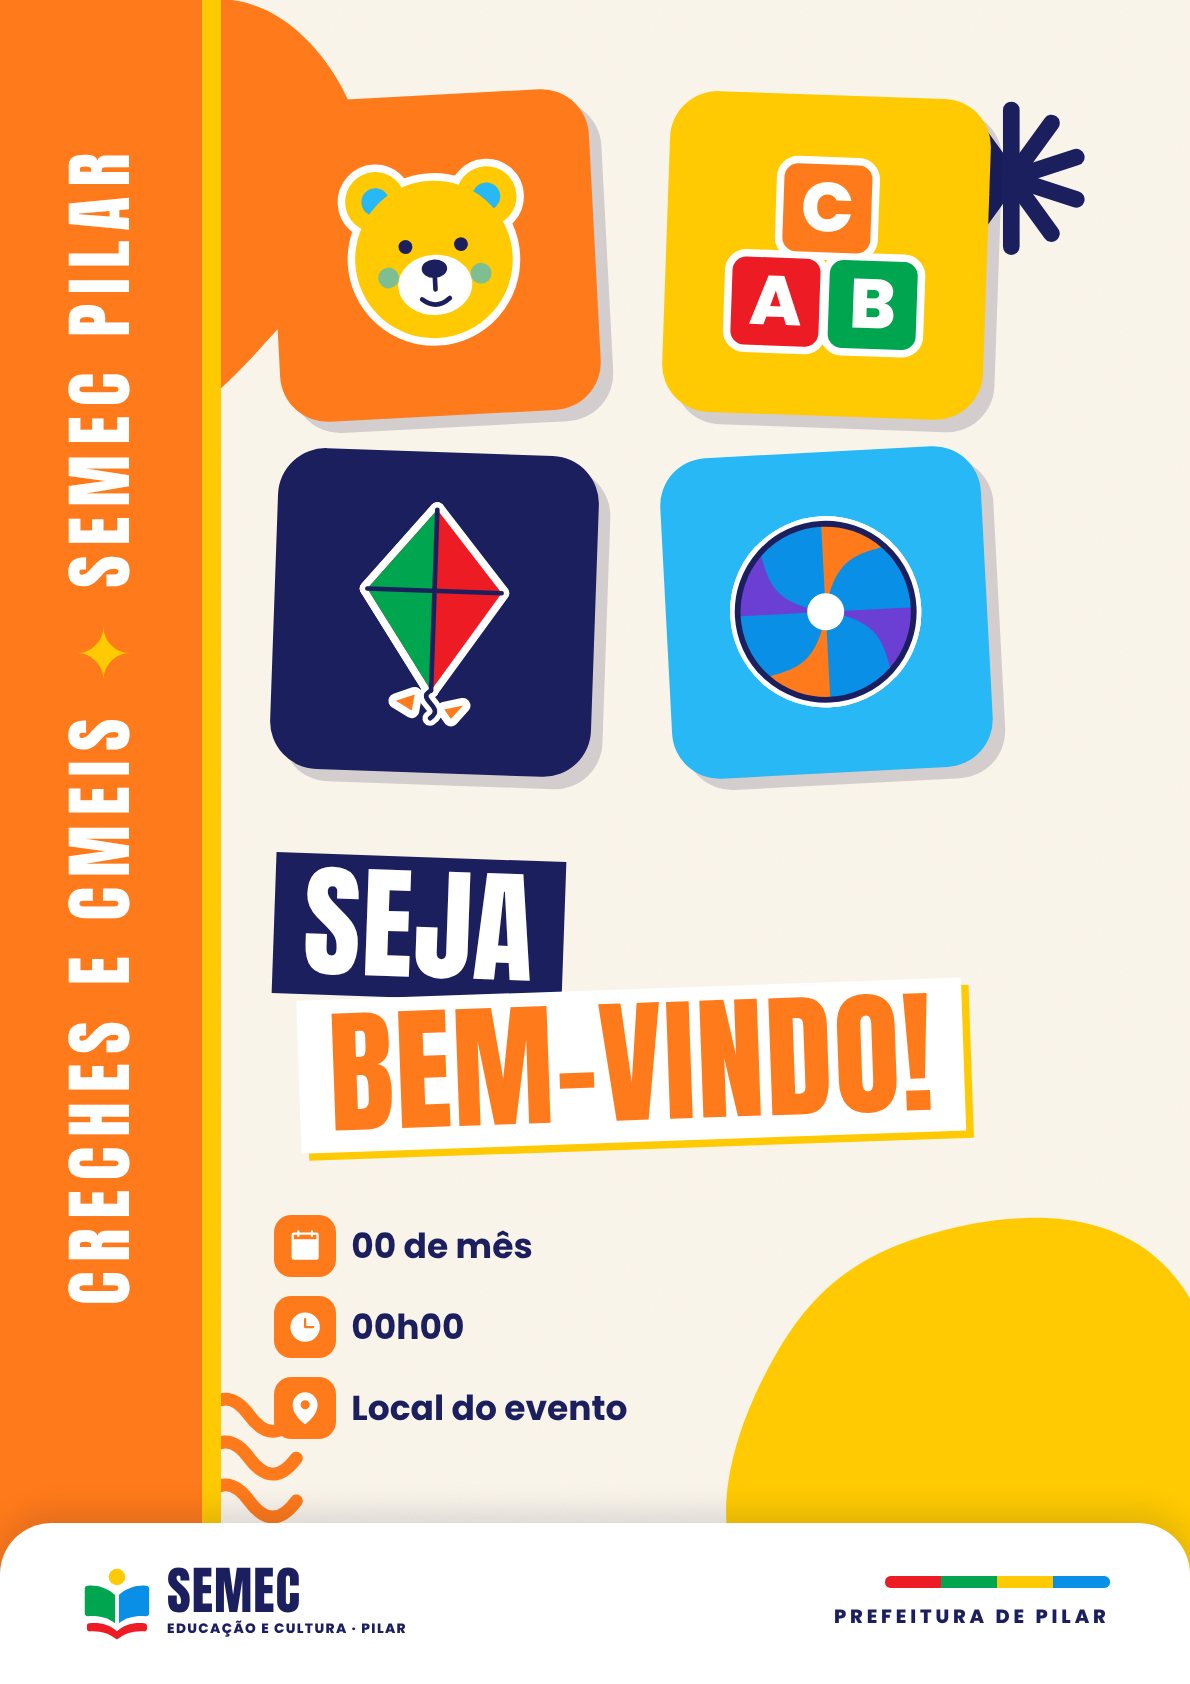 CRECHES E CMEIS ✦ SEMEC PILAR
C
A B
SEJA
BEM-VINDO!
00 de mês
00h00
Local do evento
SEMEC
EDUCAÇÃO E CULTURA · PILAR
PREFEITURA DE PILAR